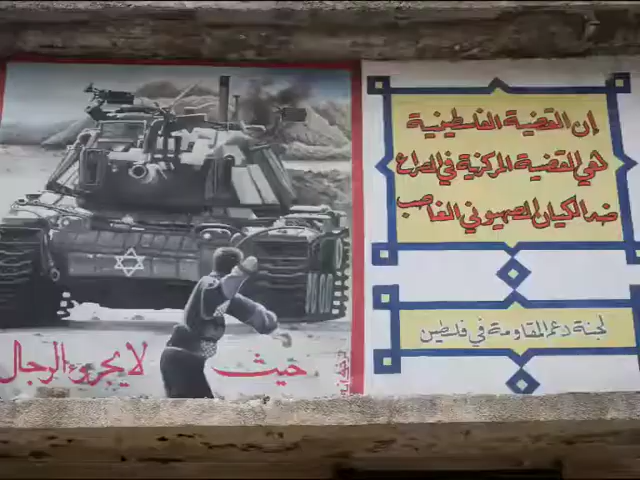 إن القضية الفلسطينية
لهي القضية المركزية في الصراع
ضد الكيان الصهيوني الغاصب
لجنة دعم المقاومة في فلسطين
حيث لا يجرؤ الرجال